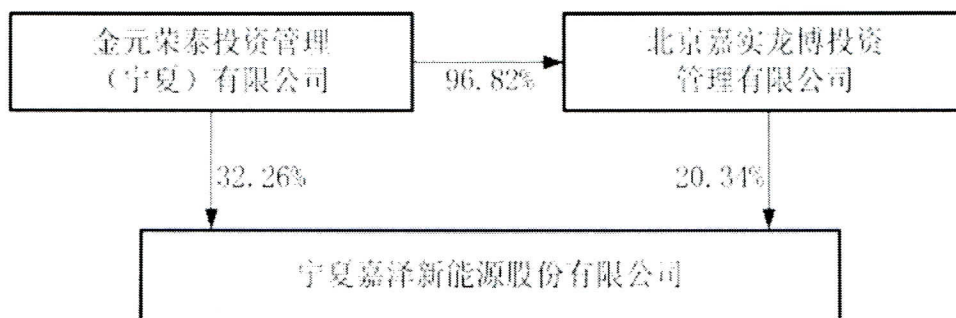 金元荣泰投资管理
（宁夏）有限公司
96.82%
北京嘉实龙博投资
管理有限公司
32.26%
20.34%
宁夏嘉泽新能源股份有限公司